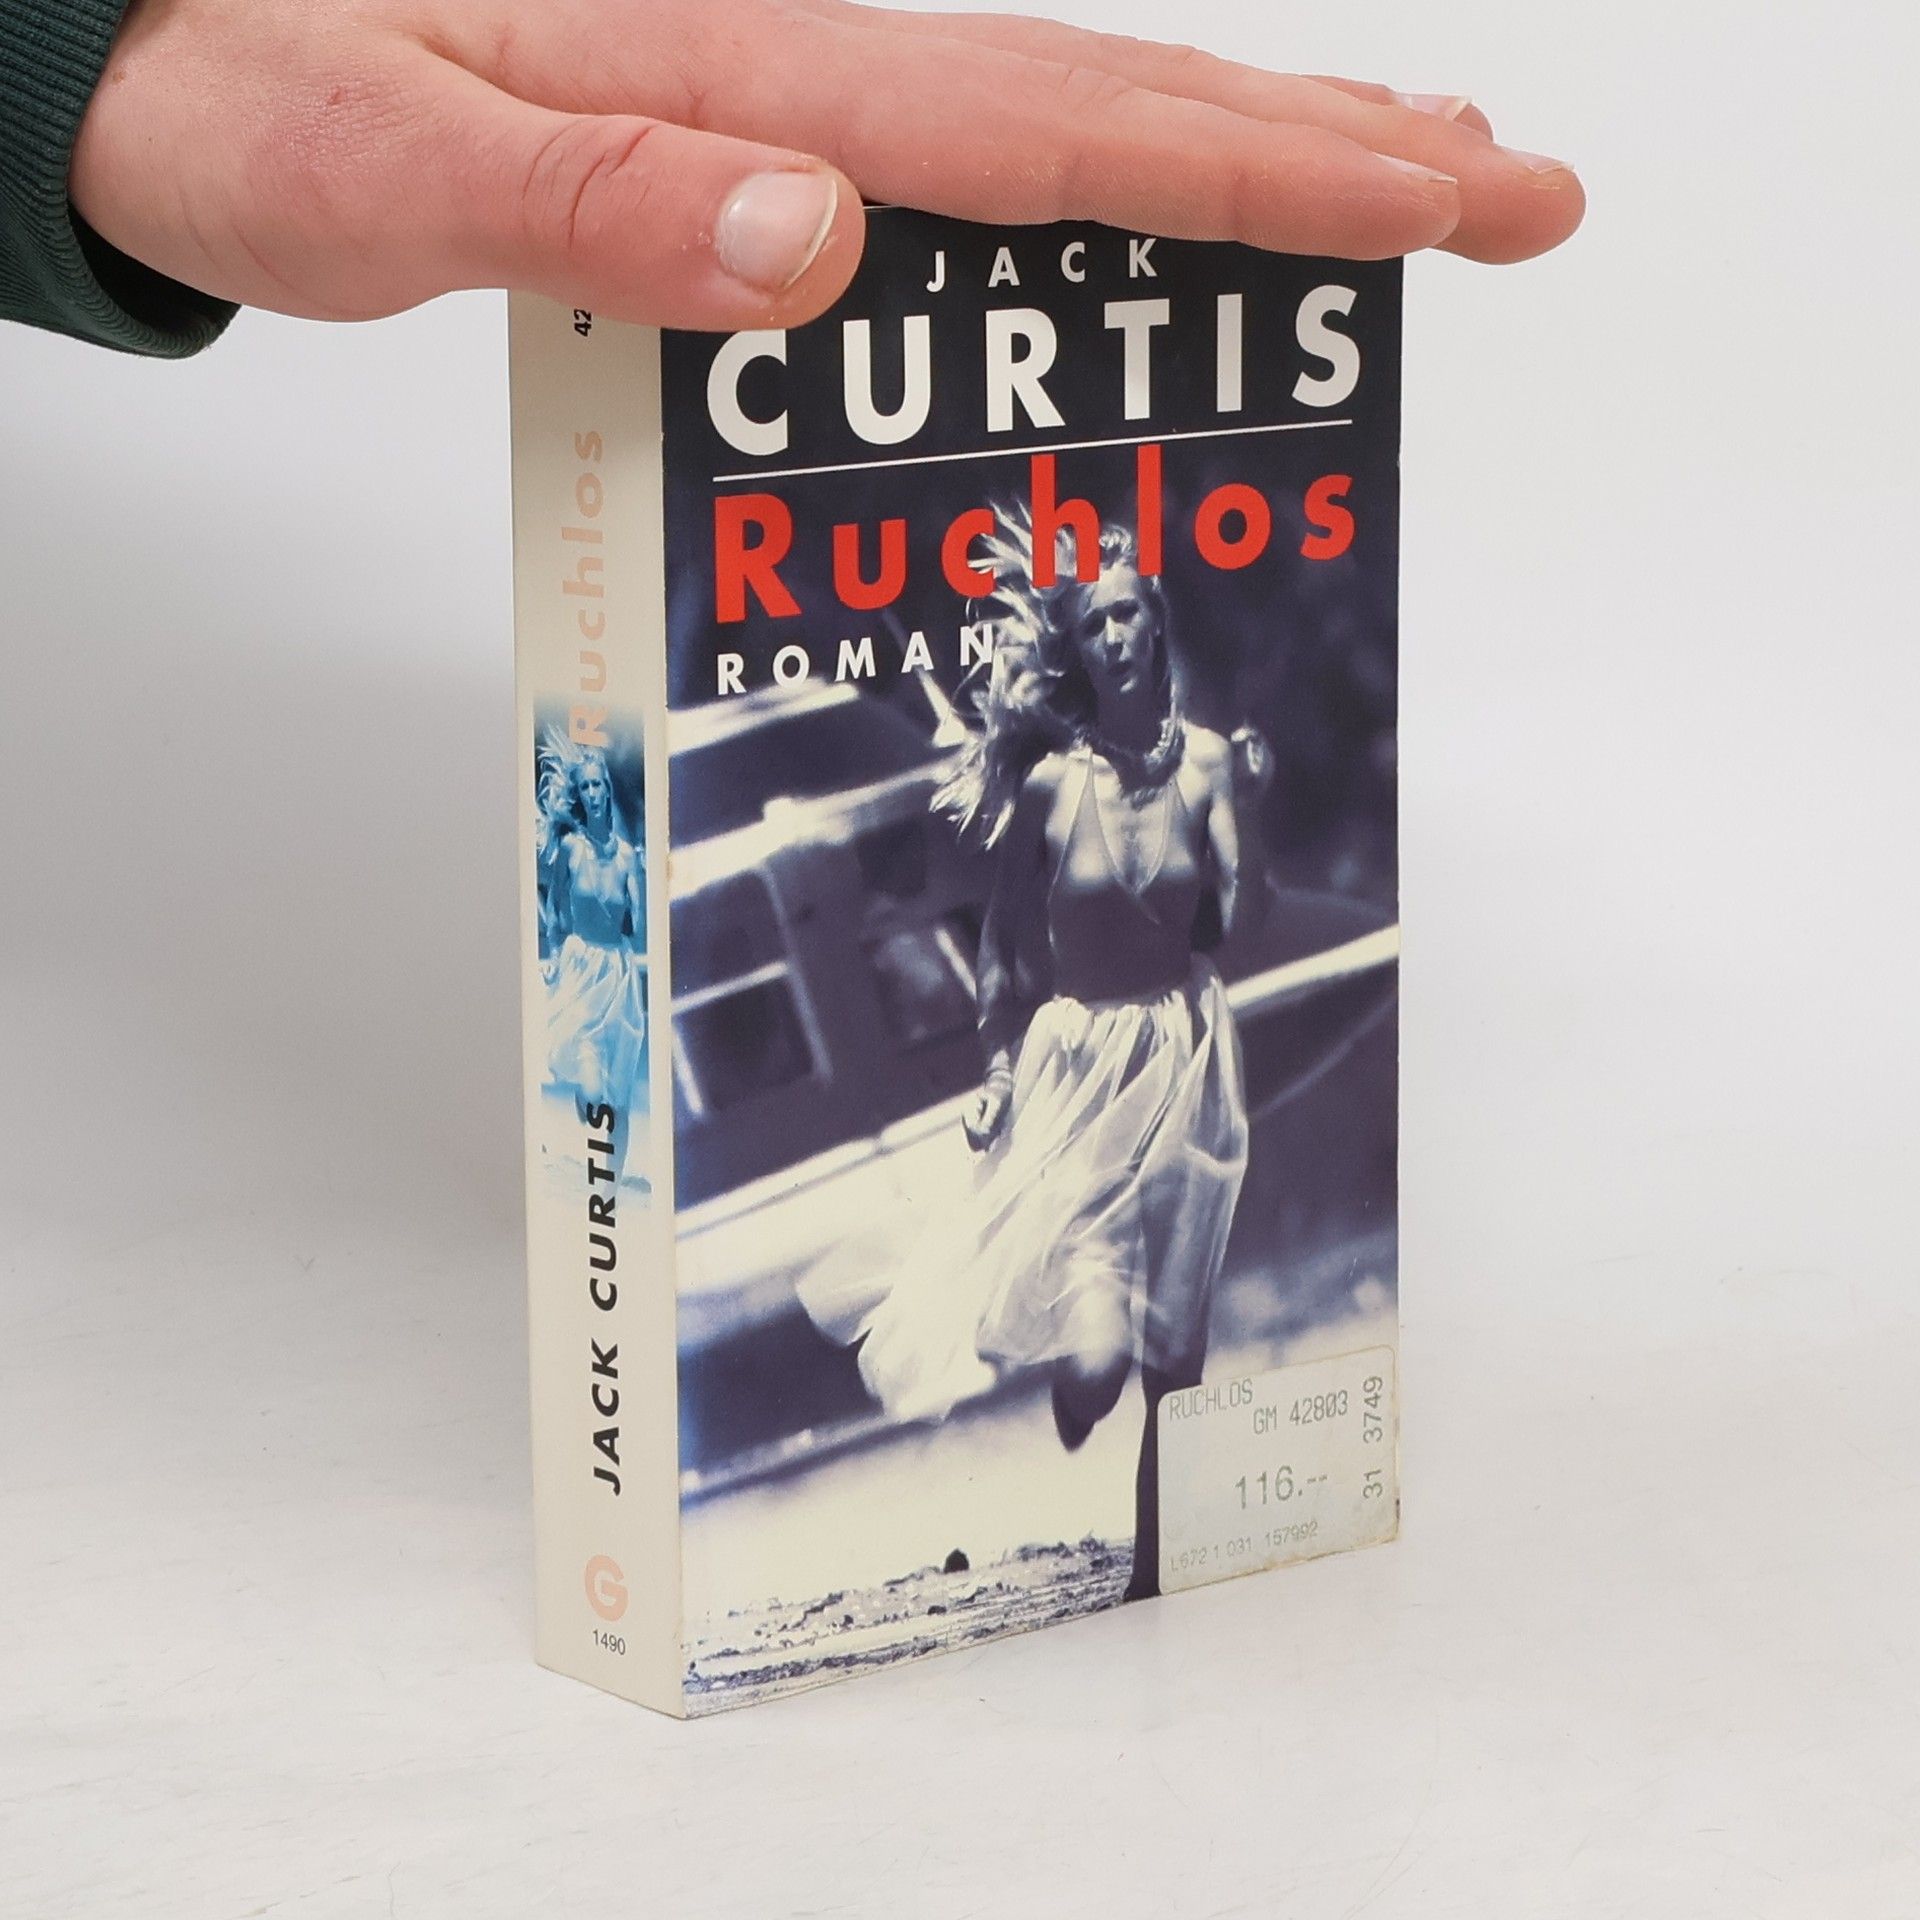 JACK
CURTIS
Ruchlos
ROMAN
42
Ruchlos
JACK CURTIS
G
1490
RUCHLOS
GM 42803
116.--
31 3749
L672 1 031 157992